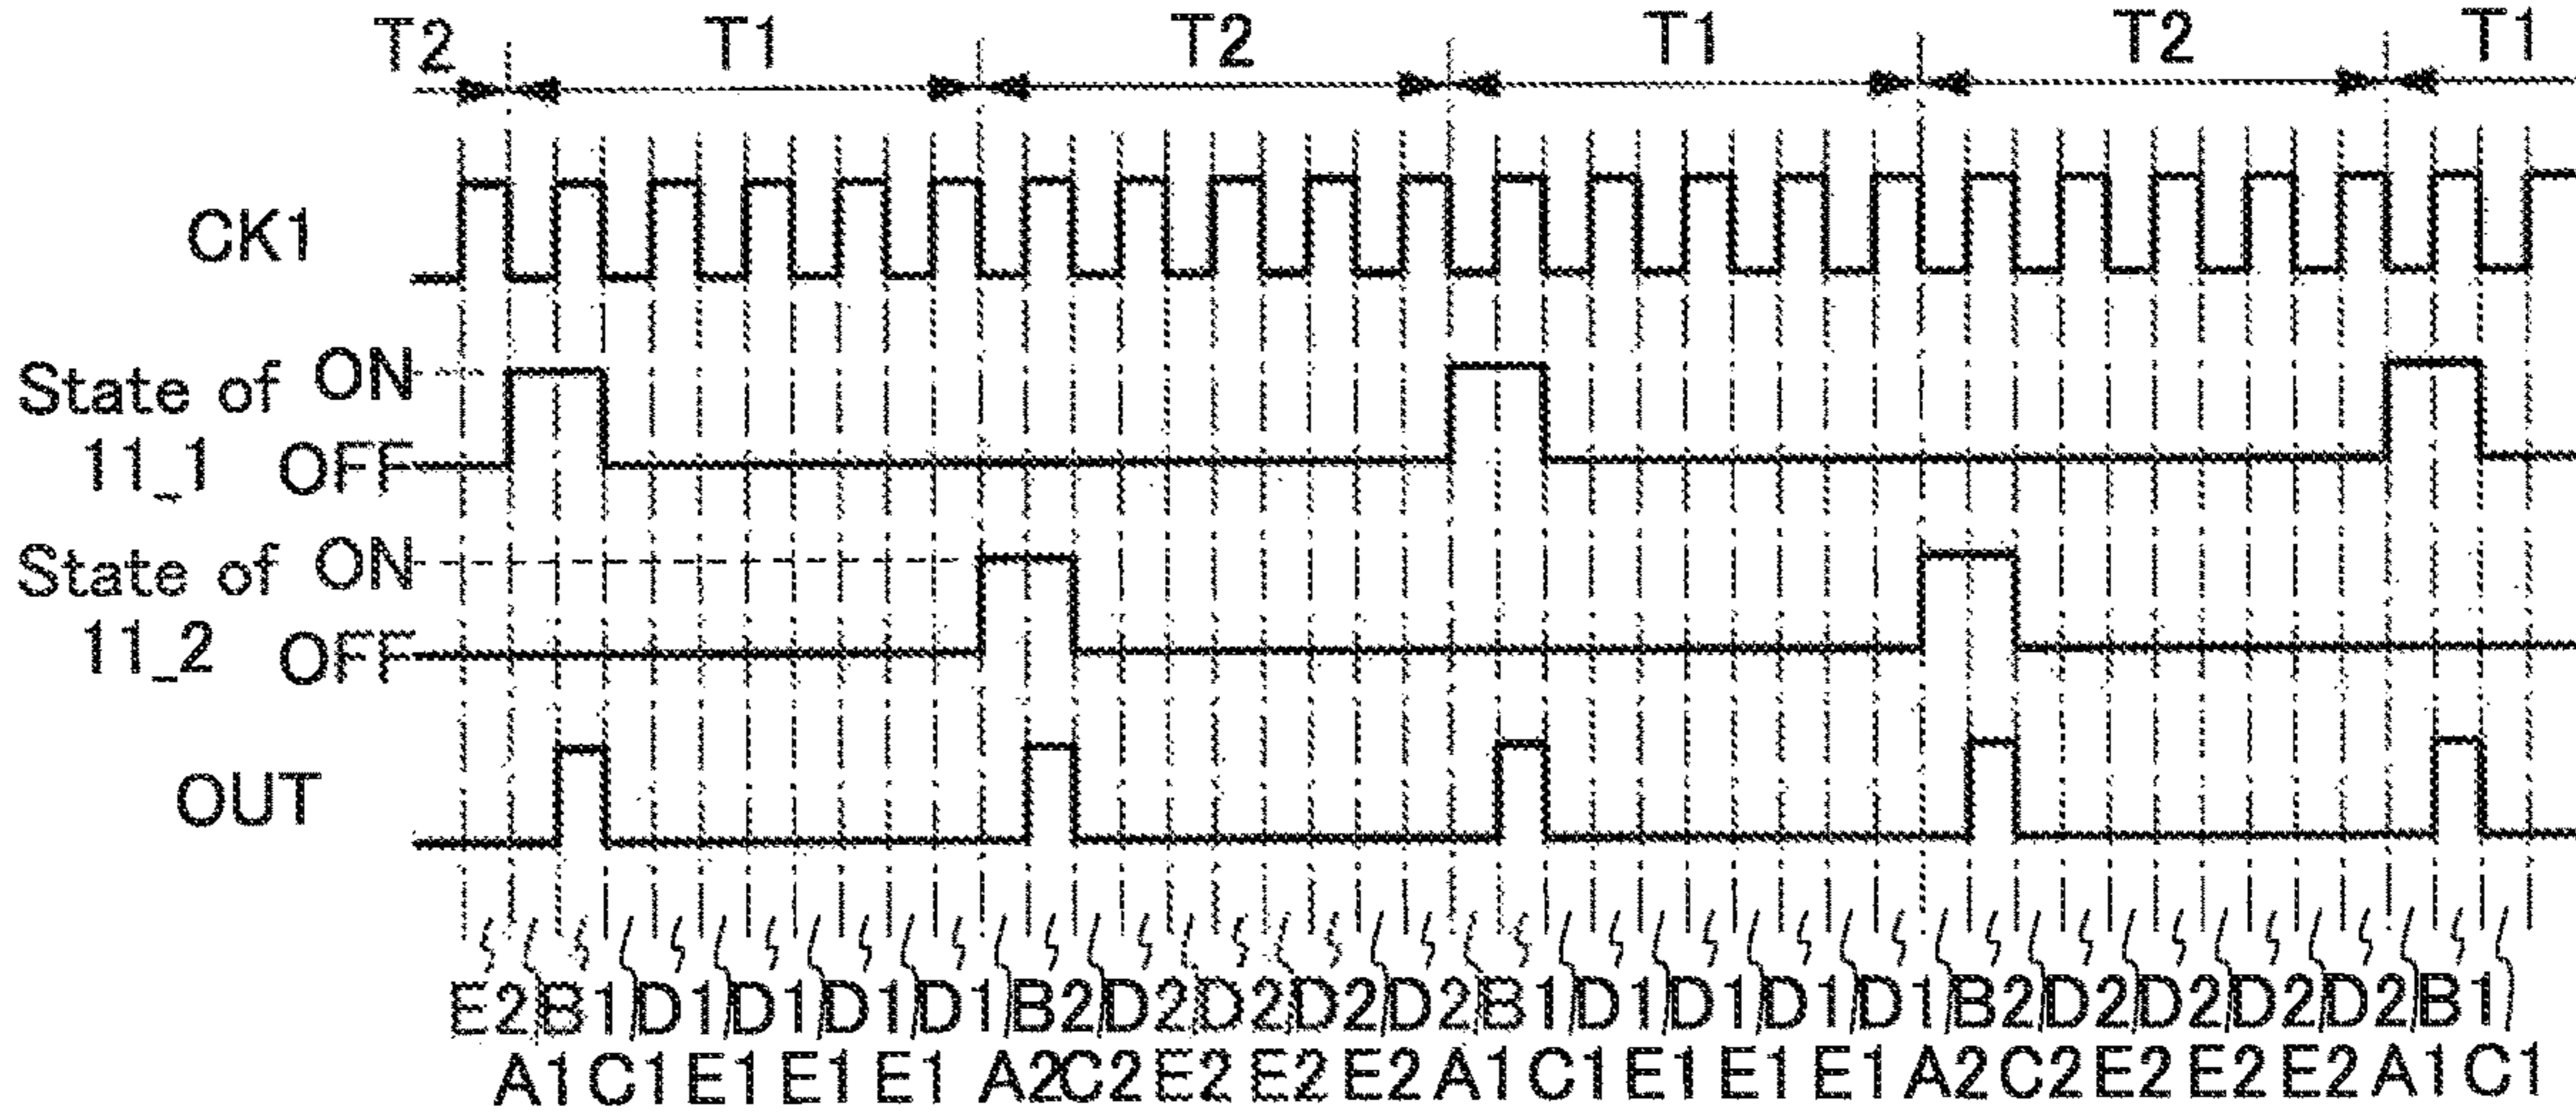 T2 T1 T2 T1 T2 T1
CK1
State of ON
11_1 OFF
State of ON
11_2 OFF
OUT
E2 B1 D1 D1 D1 D1 B2 D2 D2 D2 D2 B1 D1 D1 D1 D1 B2 D2 D2 D2 D2 B1
A1 C1 E1 E1 E1 A2 C2 E2 E2 E2 A1 C1 E1 E1 E1 A2 C2 E2 E2 E2 A1 C1